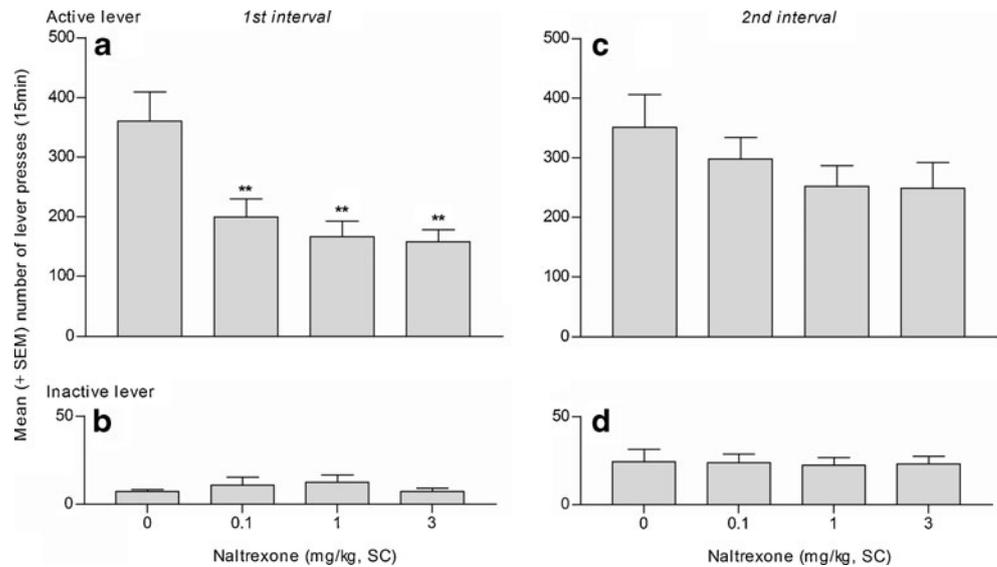 Active lever
1st interval
2nd interval
a
c
500
400
300
200
100
0
**
**
**
500
400
300
200
100
0
Mean (+ SEM) number of lever presses (15min)
Inactive lever
b
d
50
0
50
0
0 0.1 1 3
0 0.1 1 3
Naltrexone (mg/kg, SC)
Naltrexone (mg/kg, SC)